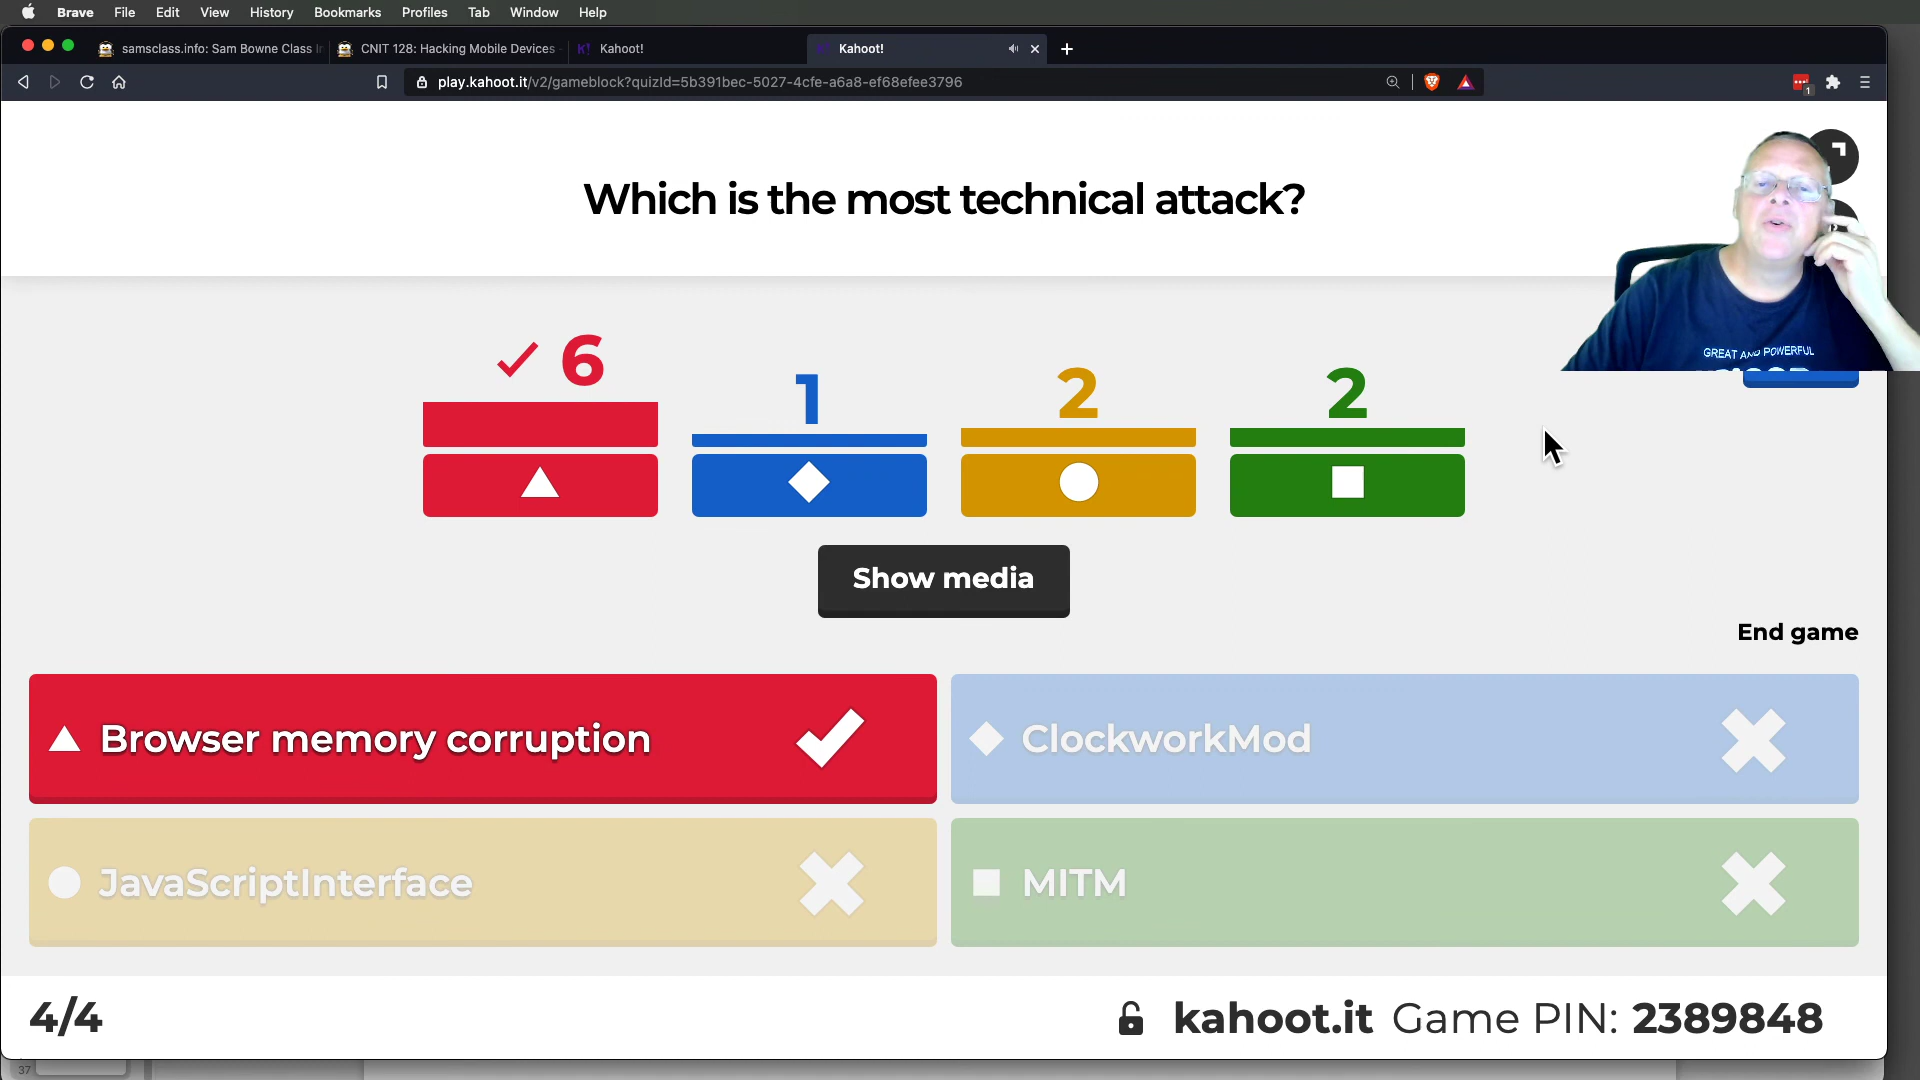 Brave File Edit View History Bookmarks Profiles Tab Window Help
samsclass.info: Sam Bowne Class In
CNIT 128: Hacking Mobile Devices
K! Kahoot!
Kahoot!
play.kahoot.it/v2/gameblock?quizId=5b391bec-5027-4cfe-a6a8-ef68efee3796
1
Which is the most technical attack?
GREAT AND POWERFUL
6
1
2
2
Show media
End game
Browser memory corruption
ClockworkMod
JavaScriptInterface
MITM
4/4
kahoot.it Game PIN: 2389848
37